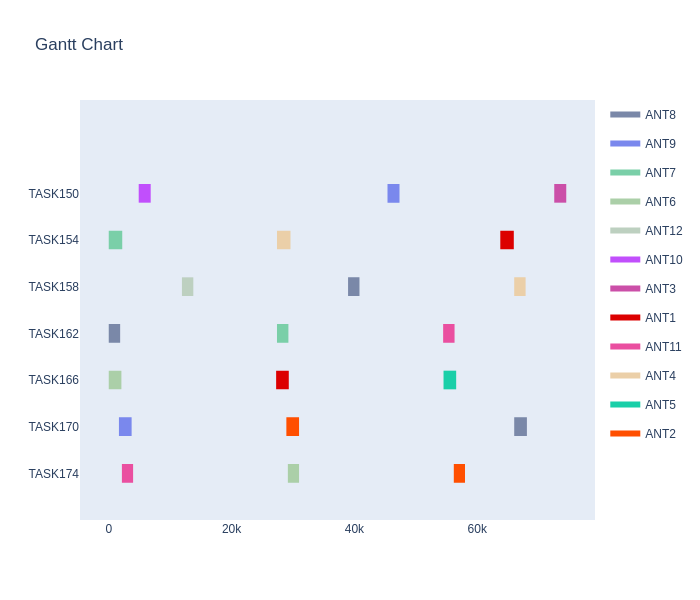 Gantt Chart
TASK150
TASK154
TASK158
TASK162
TASK166
TASK170
TASK174
0
20k
40k
60k
ANT8
ANT9
ANT7
ANT6
ANT12
ANT10
ANT3
ANT1
ANT11
ANT4
ANT5
ANT2